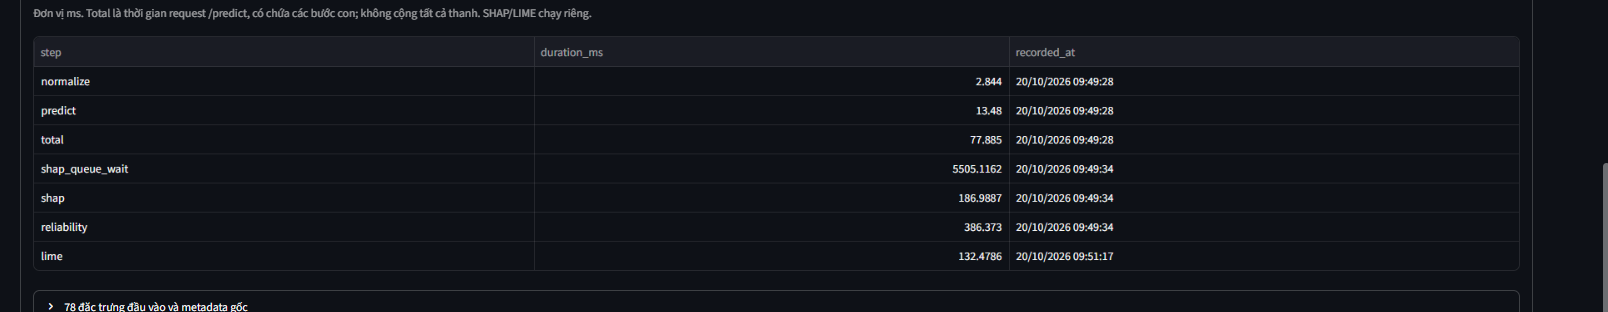 Đơn vị ms. Total là thời gian request /predict, có chứa các bước con; không cộng tất cả thanh. SHAP/LIME chạy riêng.
step duration_ms recorded_at
normalize 2.844 20/10/2026 09:49:28
predict 13.48 20/10/2026 09:49:28
total 77.885 20/10/2026 09:49:28
shap_queue_wait 5505.1162 20/10/2026 09:49:34
shap 186.9887 20/10/2026 09:49:34
reliability 386.373 20/10/2026 09:49:34
lime 132.4786 20/10/2026 09:51:17
78 đặc trưng đầu vào và metadata gốc